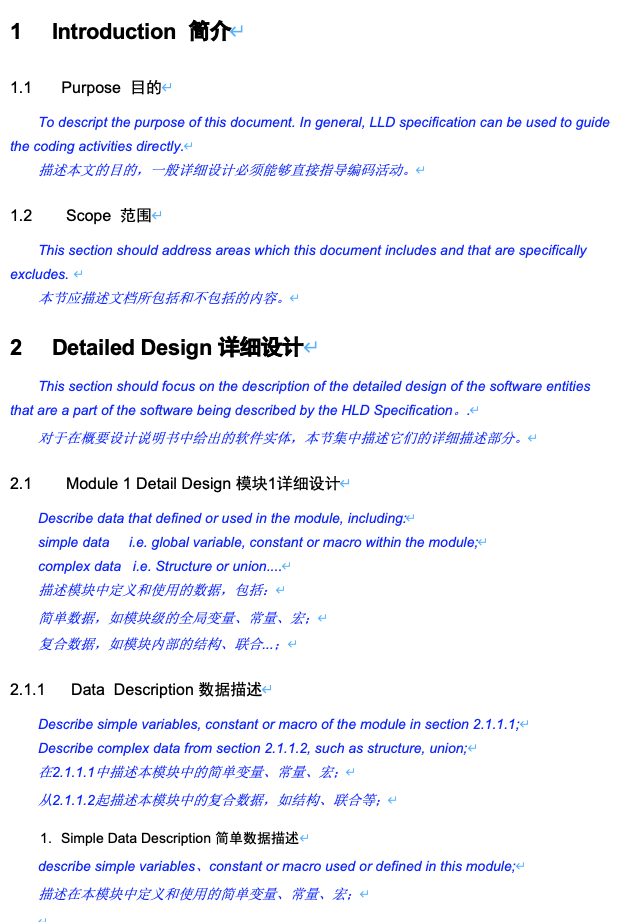 1 Introduction 简介
1.1 Purpose 目的
To descript the purpose of this document. In general, LLD specification can be used to guide
the coding activities directly.
描述本文的目的，一般详细设计必须能够直接指导编码活动。
1.2 Scope 范围
This section should address areas which this document includes and that are specifically
excludes.
本节应描述文档所包括和不包括的内容。
2 Detailed Design 详细设计
This section should focus on the description of the detailed design of the software entities
that are a part of the software being described by the HLD Specification。.
对于在概要设计说明书中给出的软件实体，本节集中描述它们的详细描述部分。
2.1 Module 1 Detail Design 模块1详细设计
Describe data that defined or used in the module, including:
simple data i.e. global variable, constant or macro within the module;
complex data i.e. Structure or union....
描述模块中定义和使用的数据，包括：
简单数据，如模块级的全局变量、常量、宏；
复合数据，如模块内部的结构、联合...；
2.1.1 Data Description 数据描述
Describe simple variables, constant or macro of the module in section 2.1.1.1;
Describe complex data from section 2.1.1.2, such as structure, union;
在2.1.1.1中描述本模块中的简单变量、常量、宏；
从2.1.1.2起描述本模块中的复合数据，如结构、联合等；
1. Simple Data Description 简单数据描述
describe simple variables、constant or macro used or defined in this module;
描述在本模块中定义和使用的简单变量、常量、宏；